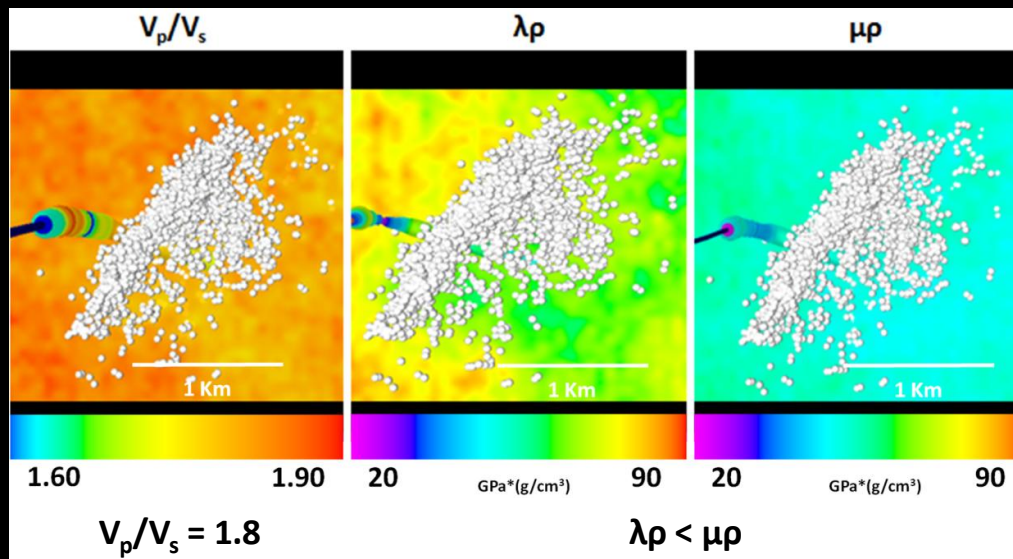 Vₚ/Vₛ λρ μρ
1 Km 1 Km 1 Km
1.60 1.90 20 GPa*(g/cm³) 90 20 GPa*(g/cm³) 90
Vₚ/Vₛ = 1.8 λρ < μρ